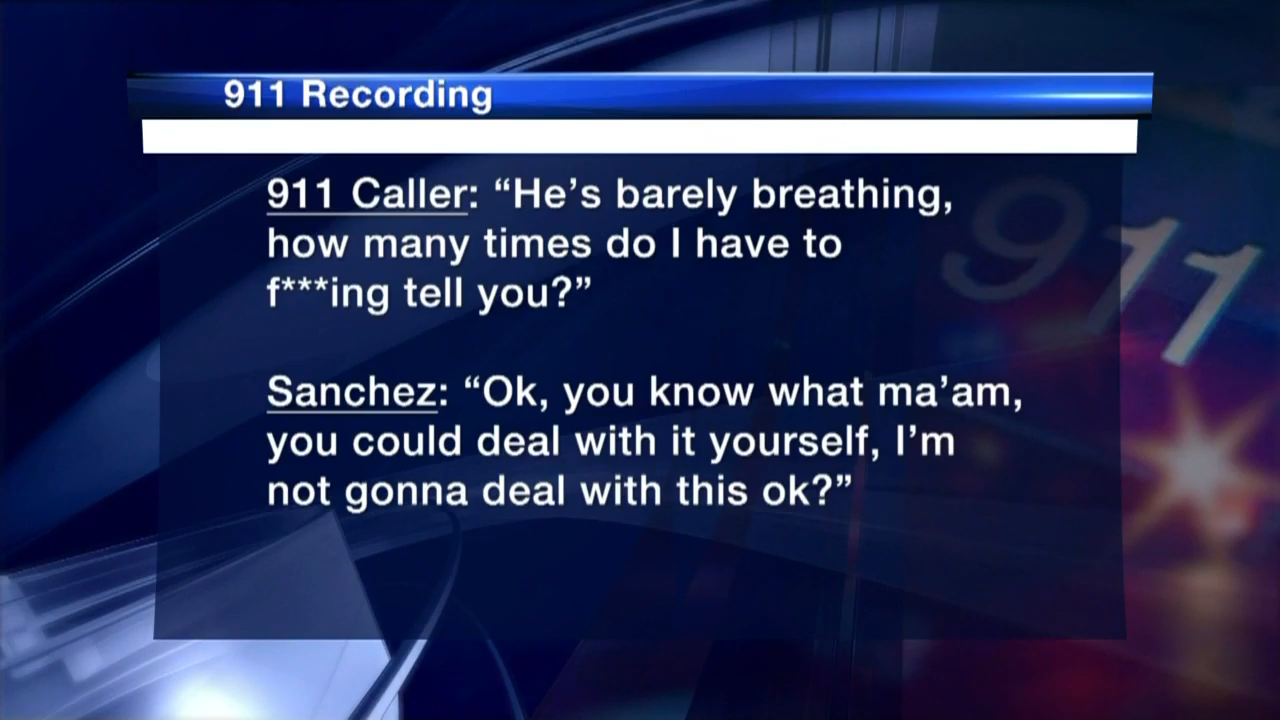 911 Recording
911 Caller: “He’s barely breathing,
how many times do I have to
f***ing tell you?”
Sanchez: “Ok, you know what ma’am,
you could deal with it yourself, I’m
not gonna deal with this ok?”
911